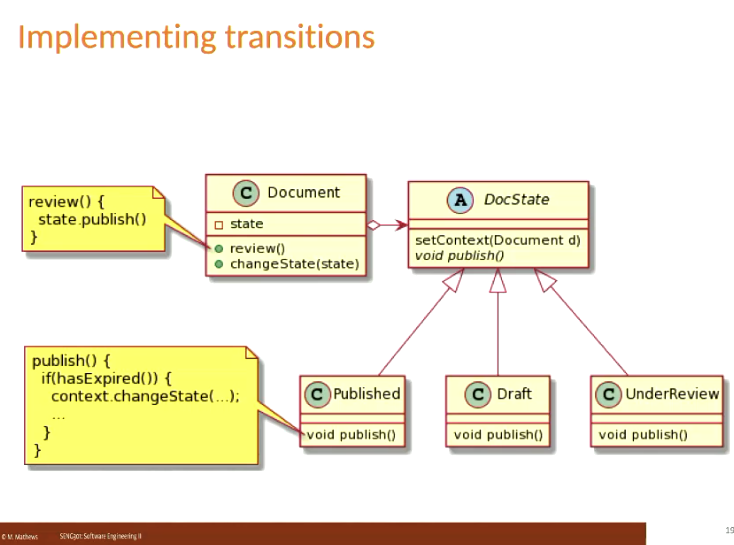 Implementing transitions
review() {
state.publish()
}
C Document
state
review()
changeState(state)
A DocState
setContext(Document d)
void publish()
publish() {
if(hasExpired()) {
context.changeState(...);
...
}
}
C Published
void publish()
C Draft
void publish()
C UnderReview
void publish()
© M. Mathews SENG301 Software Engineering II
19